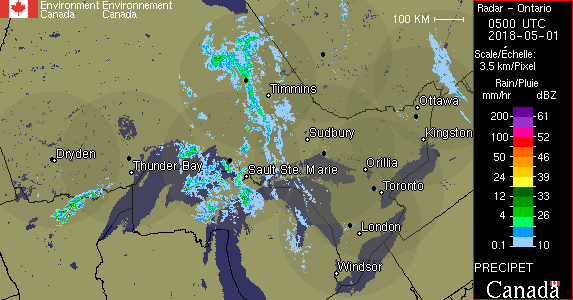 Environment Environnement
Canada Canada
100 KM
Radar - Ontario
0500 UTC
2018-05-01
Scale/Échelle:
3.5 km/Pixel
Rain/Pluie
mm/hr dBZ
200 61
100 52
50 46
24 39
12 33
4 26
0.1 10
PRECIPET
Canada
Timmins
Ottawa
Sudbury
Kingston
Dryden
Thunder Bay
Sault Ste. Marie
Orillia
Toronto
London
Windsor